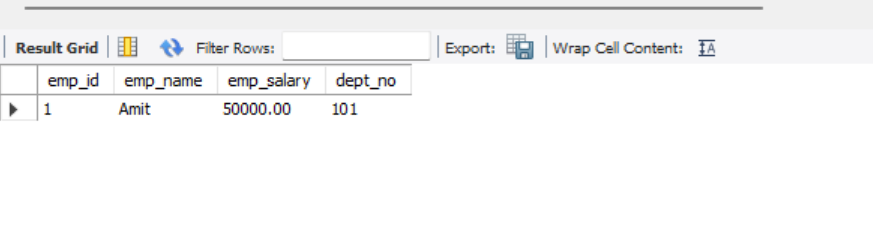 Result Grid Filter Rows: Export: Wrap Cell Content:
emp_id emp_name emp_salary dept_no
1 Amit 50000.00 101